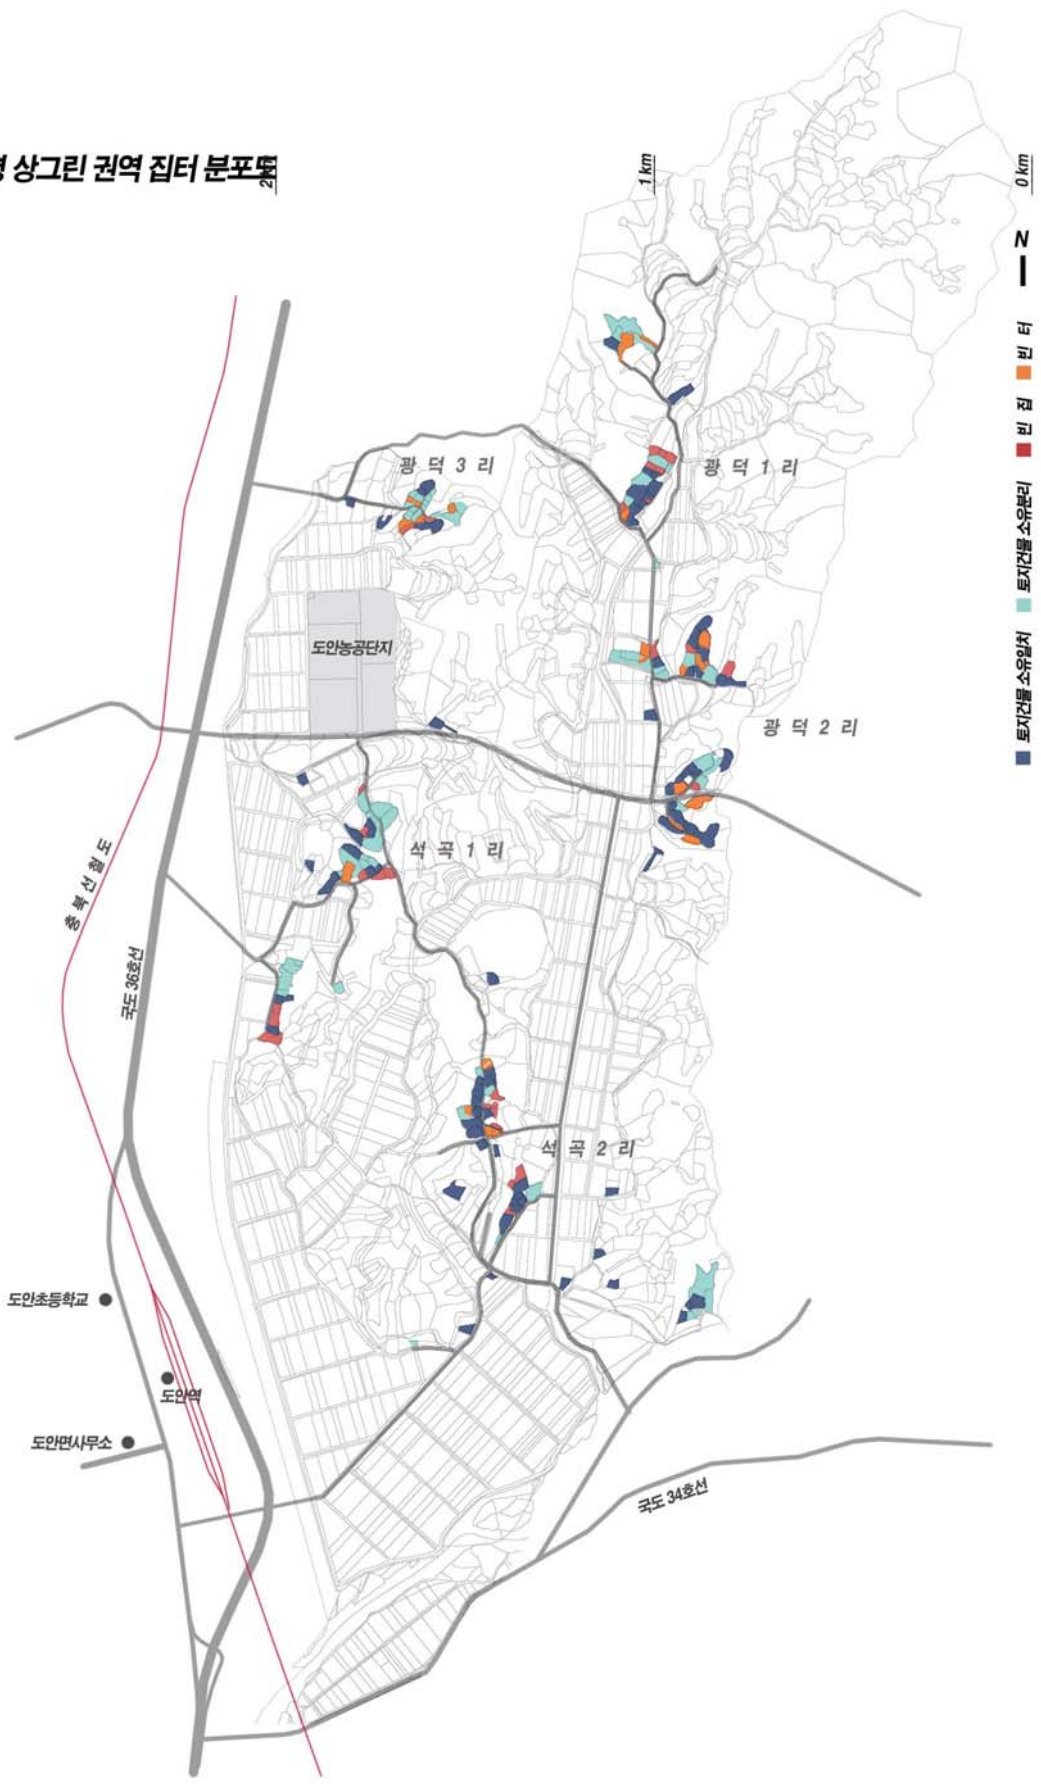 상그린 권역 집터 분포도
1 km
0 km
N
빈 터
빈 집
토지건물 소유분리
토지건물 소유일치
광 덕 3 리
광 덕 1 리
도안농공단지
광 덕 2 리
석 곡 1 리
충 북 선 철 도
국도 36호선
석 곡 2 리
도안초등학교
도안역
도안면사무소
국도 34호선